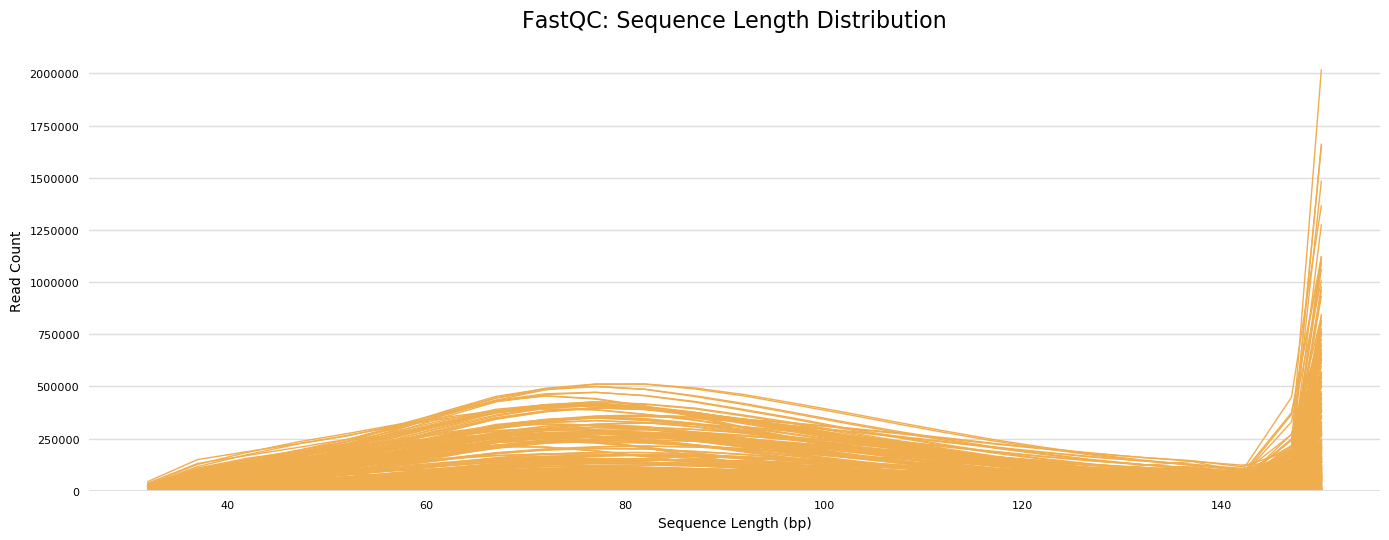 FastQC: Sequence Length Distribution
Read Count
2000000
1750000
1500000
1250000
1000000
750000
500000
250000
0
40 60 80 100 120 140
Sequence Length (bp)